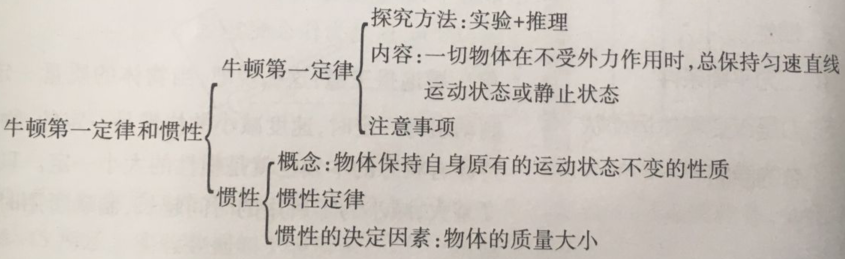 探究方法:实验+推理
牛顿第一定律
内容:一切物体在不受外力作用时,总保持匀速直线
运动状态或静止状态
注意事项
牛顿第一定律和惯性
概念:物体保持自身原有的运动状态不变的性质
惯性
惯性定律
惯性的决定因素:物体的质量大小